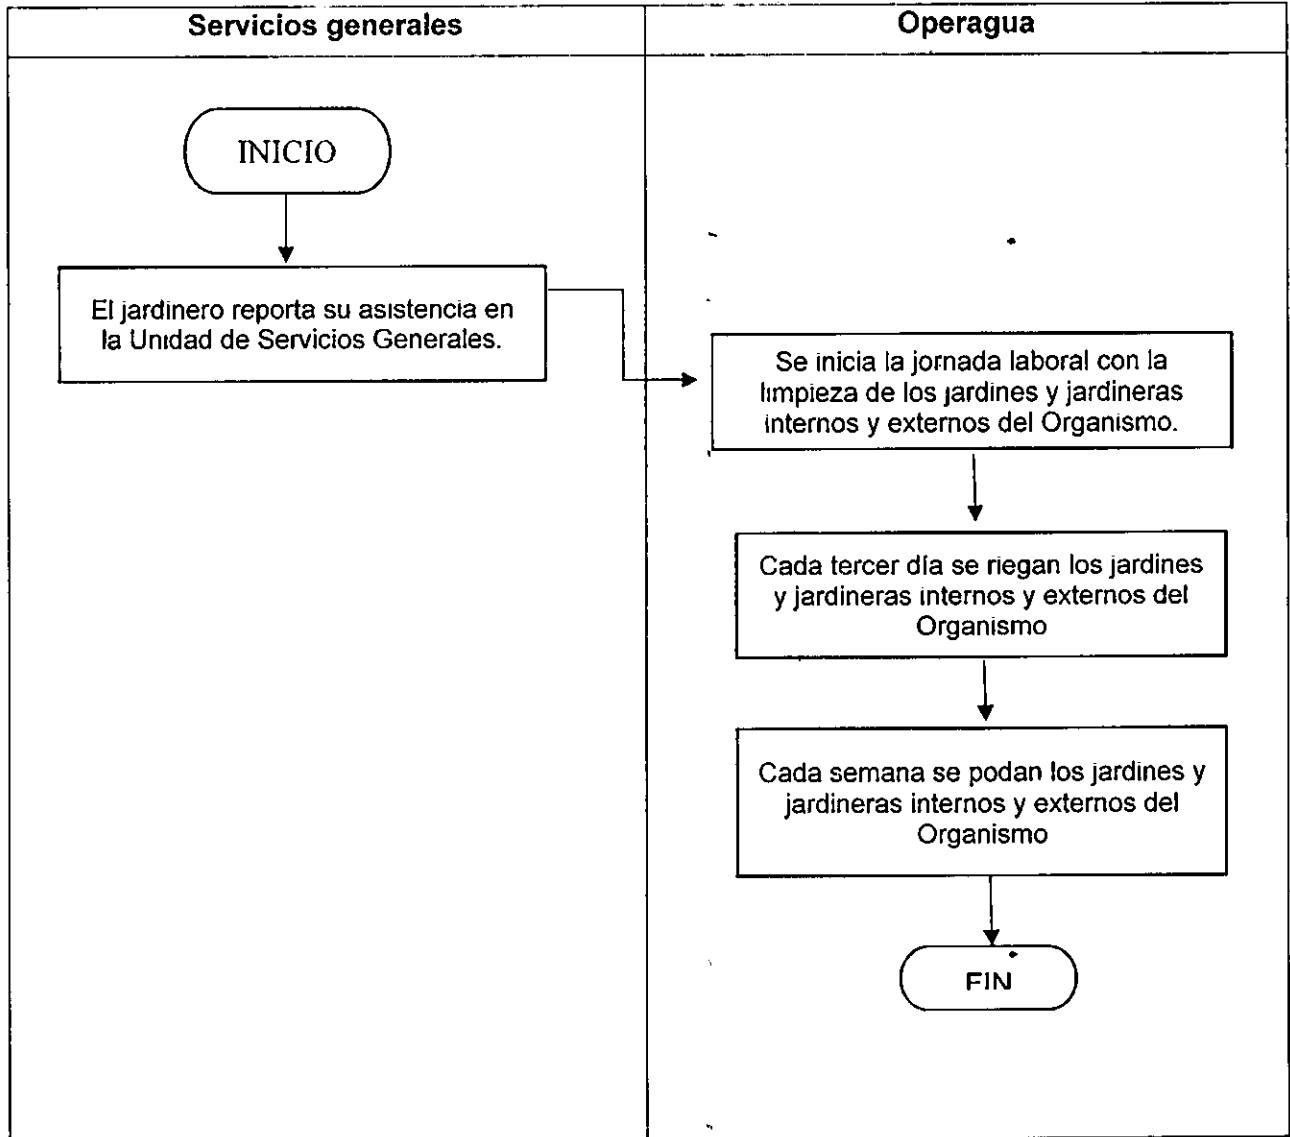 Servicios generales
Operagua
INICIO
El jardinero reporta su asistencia en
la Unidad de Servicios Generales.
Se inicia la jornada laboral con la
limpieza de los jardines y jardineras
internos y externos del Organismo.
Cada tercer día se riegan los jardines
y jardineras internos y externos del
Organismo
Cada semana se podan los jardines y
jardineras internos y externos del
Organismo
FIN